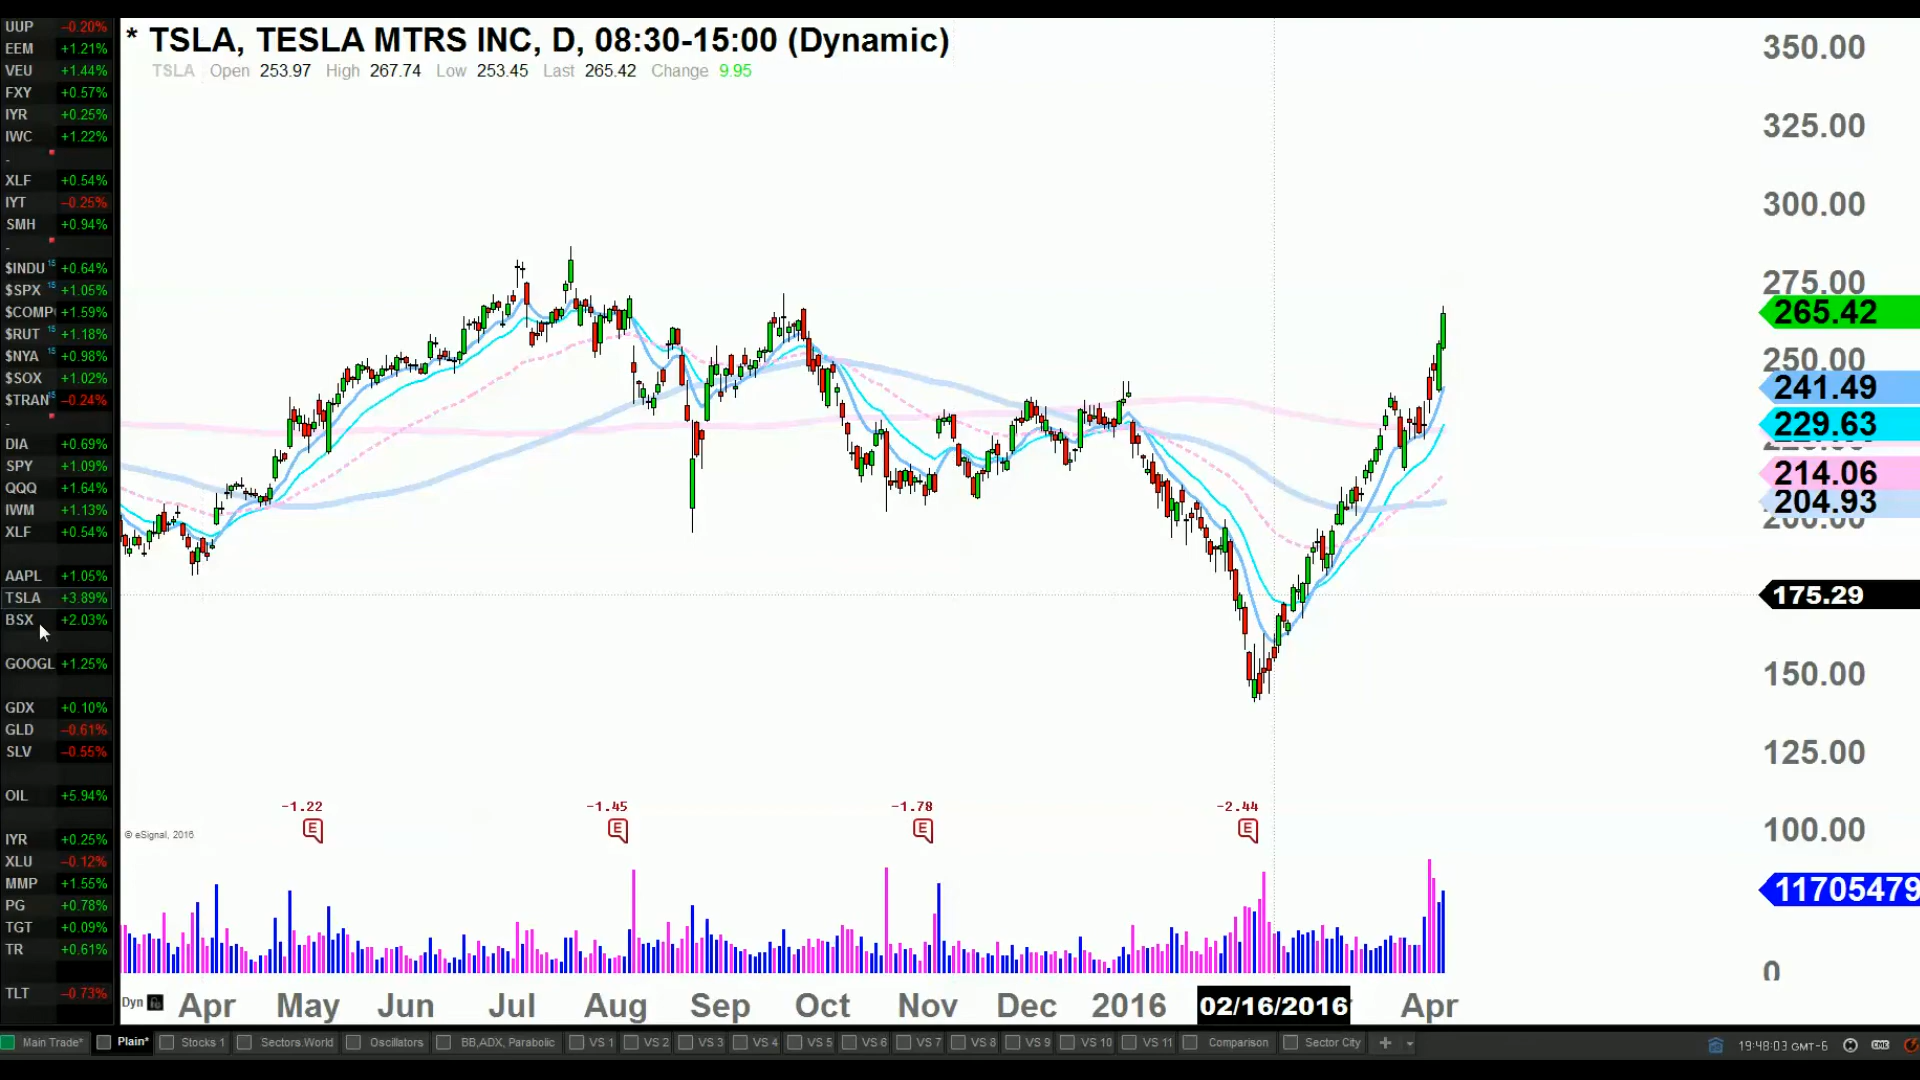 * TSLA, TESLA MTRS INC, D, 08:30-15:00 (Dynamic)
TSLA Open 253.97 High 267.74 Low 253.45 Last 265.42 Change 9.95
UUP -0.20%
EEM +1.21%
VEU +1.44%
FXY +0.57%
IYR +0.25%
IWC +1.22%
-
XLF +0.54%
IYT -0.25%
SMH +0.94%
-
$INDU 15 +0.64%
$SPX 15 +1.05%
$COMP +1.59%
$RUT 15 +1.18%
$NYA 15 +0.98%
$SOX +1.02%
$TRAN 15 -0.24%
-
DIA +0.69%
SPY +1.09%
QQQ +1.64%
IWM +1.13%
XLF +0.54%
AAPL +1.05%
TSLA +3.89%
BSX +2.03%
GOOGL +1.25%
GDX +0.10%
GLD -0.61%
SLV -0.55%
OIL +5.94%
IYR +0.25%
XLU -0.12%
MMP +1.55%
PG +0.78%
TGT +0.09%
TR +0.61%
TLT -0.73%
350.00
325.00
300.00
275.00
265.42
250.00
241.49
229.63
214.06
204.93
200.00
175.29
150.00
125.00
100.00
11705479
0
-1.22 -1.45 -1.78 -2.44
E E E E
© eSignal, 2016
Dyn Apr May Jun Jul Aug Sep Oct Nov Dec 2016 02/16/2016 Apr
Main Trade* Plain* Stocks 1 Sectors.World Oscillators BB,ADX, Parabolic VS 1 VS 2 VS 3 VS 4 VS 5 VS 6 VS 7 VS 8 VS 9 VS 10 VS 11 Comparison Sector City + 19:48:03 GMT-6